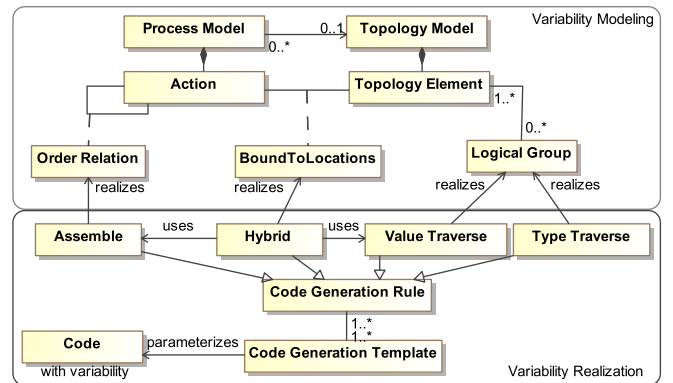 Variability Modeling
Process Model
0..*
0..1
Topology Model
Action
Topology Element
1..*
0..*
Order Relation
BoundToLocations
Logical Group
realizes
realizes
realizes
realizes
Assemble
uses
Hybrid
uses
Value Traverse
Type Traverse
Code Generation Rule
1..*
1..*
Code
parameterizes
Code Generation Template
with variability
Variability Realization